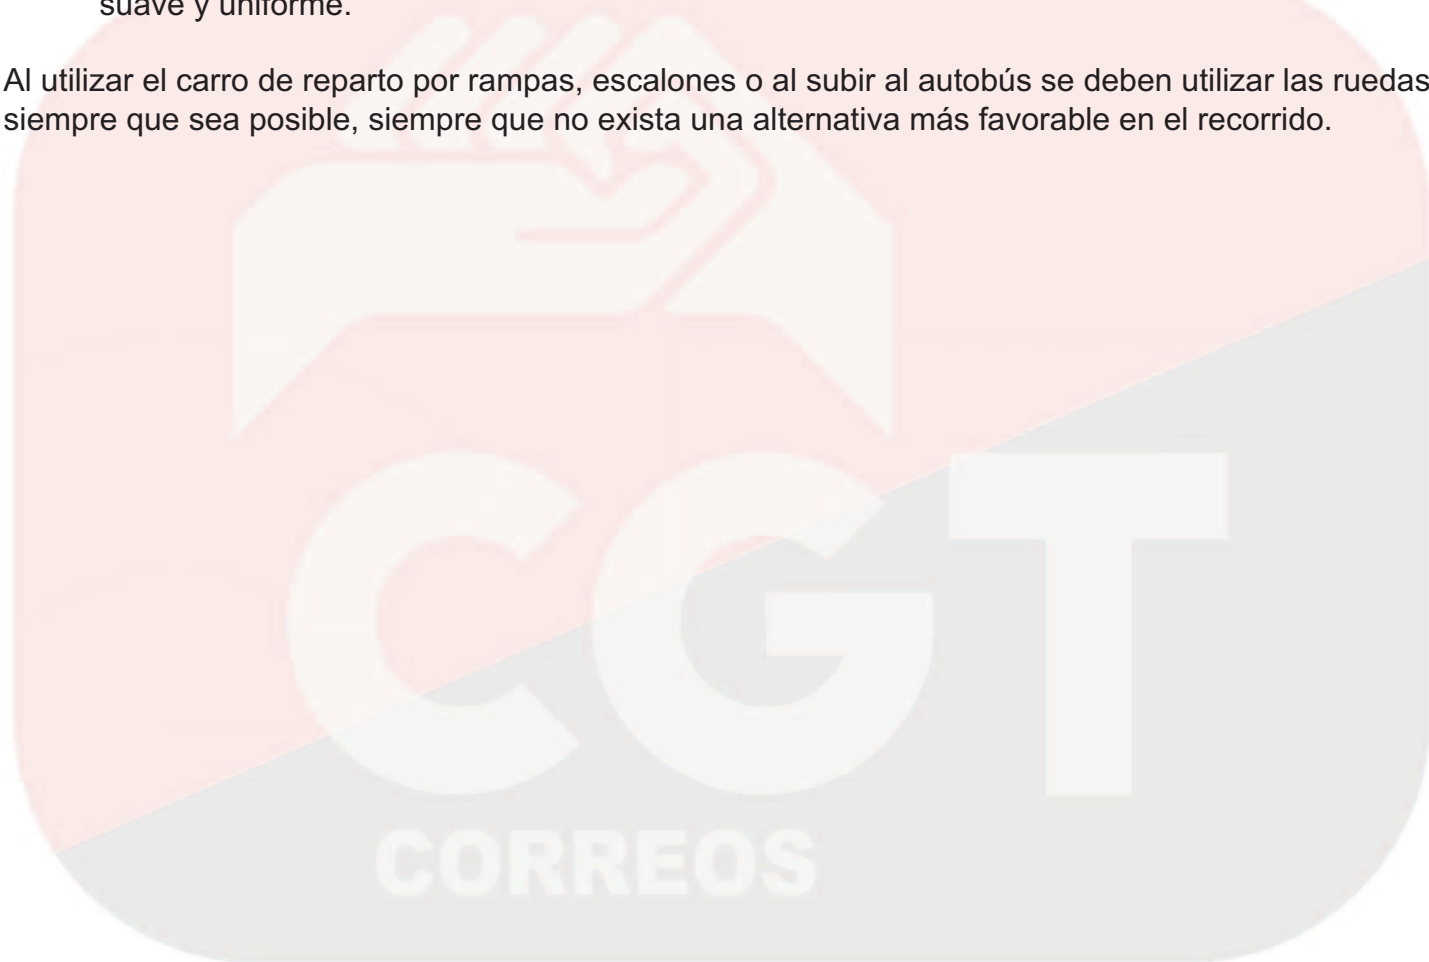 suave y uniforme.
Al utilizar el carro de reparto por rampas, escalones o al subir al autobús se deben utilizar las ruedas
siempre que sea posible, siempre que no exista una alternativa más favorable en el recorrido.
CGT
CORREOS